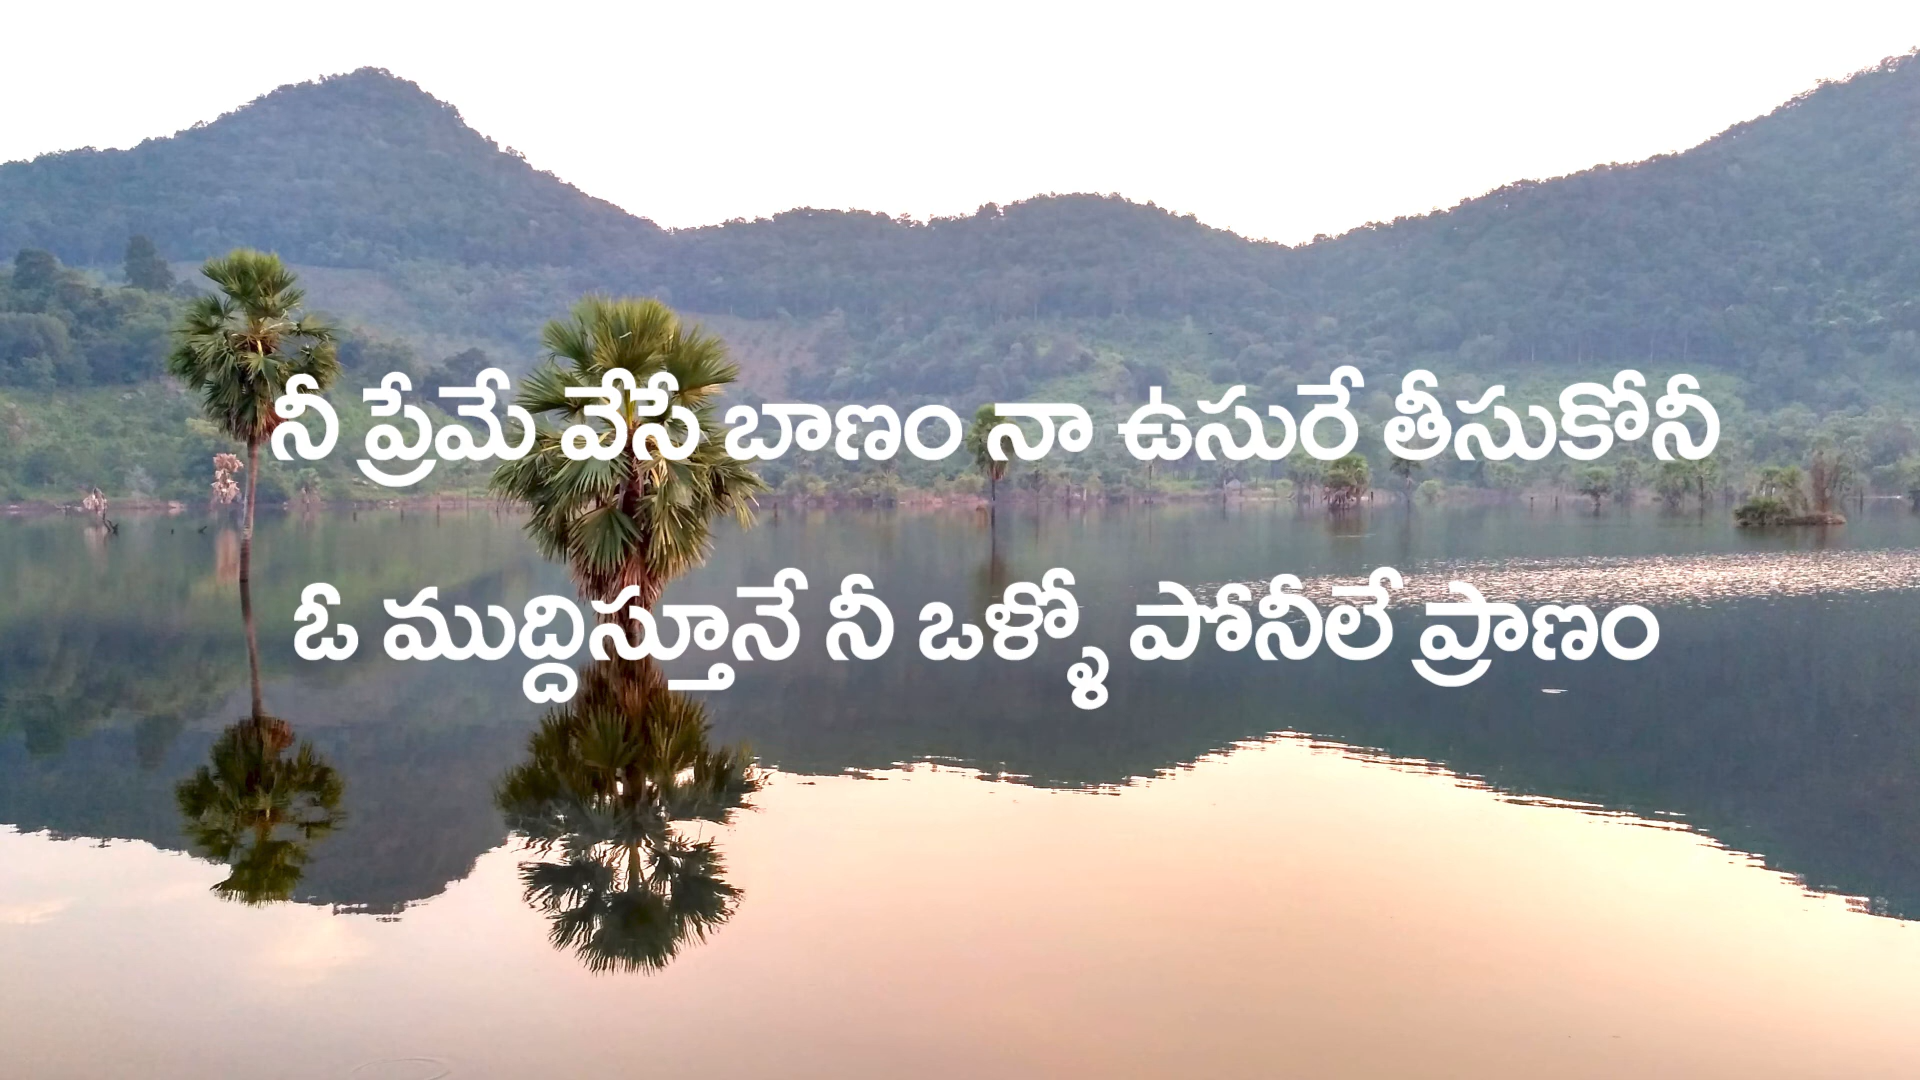 నీ ప్రేమే వేసే బాణం నా ఉసురే తీసుకోనీ
ఓ ముద్దిస్తూనే నీ ఒళ్ళో పోనీలే ప్రాణం